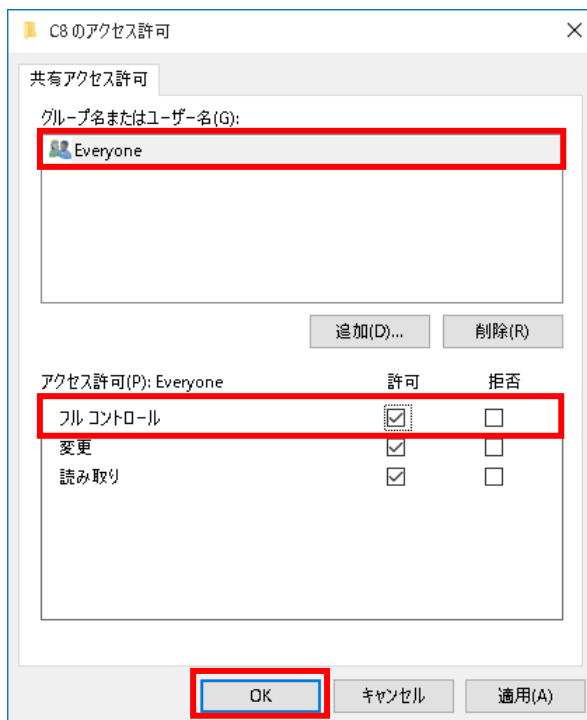 C8 のアクセス許可
共有アクセス許可
グループ名またはユーザー名(G):
Everyone
追加(D)... 削除(R)
アクセス許可(P): Everyone 許可 拒否
フル コントロール
変更
読み取り
OK キャンセル 適用(A)